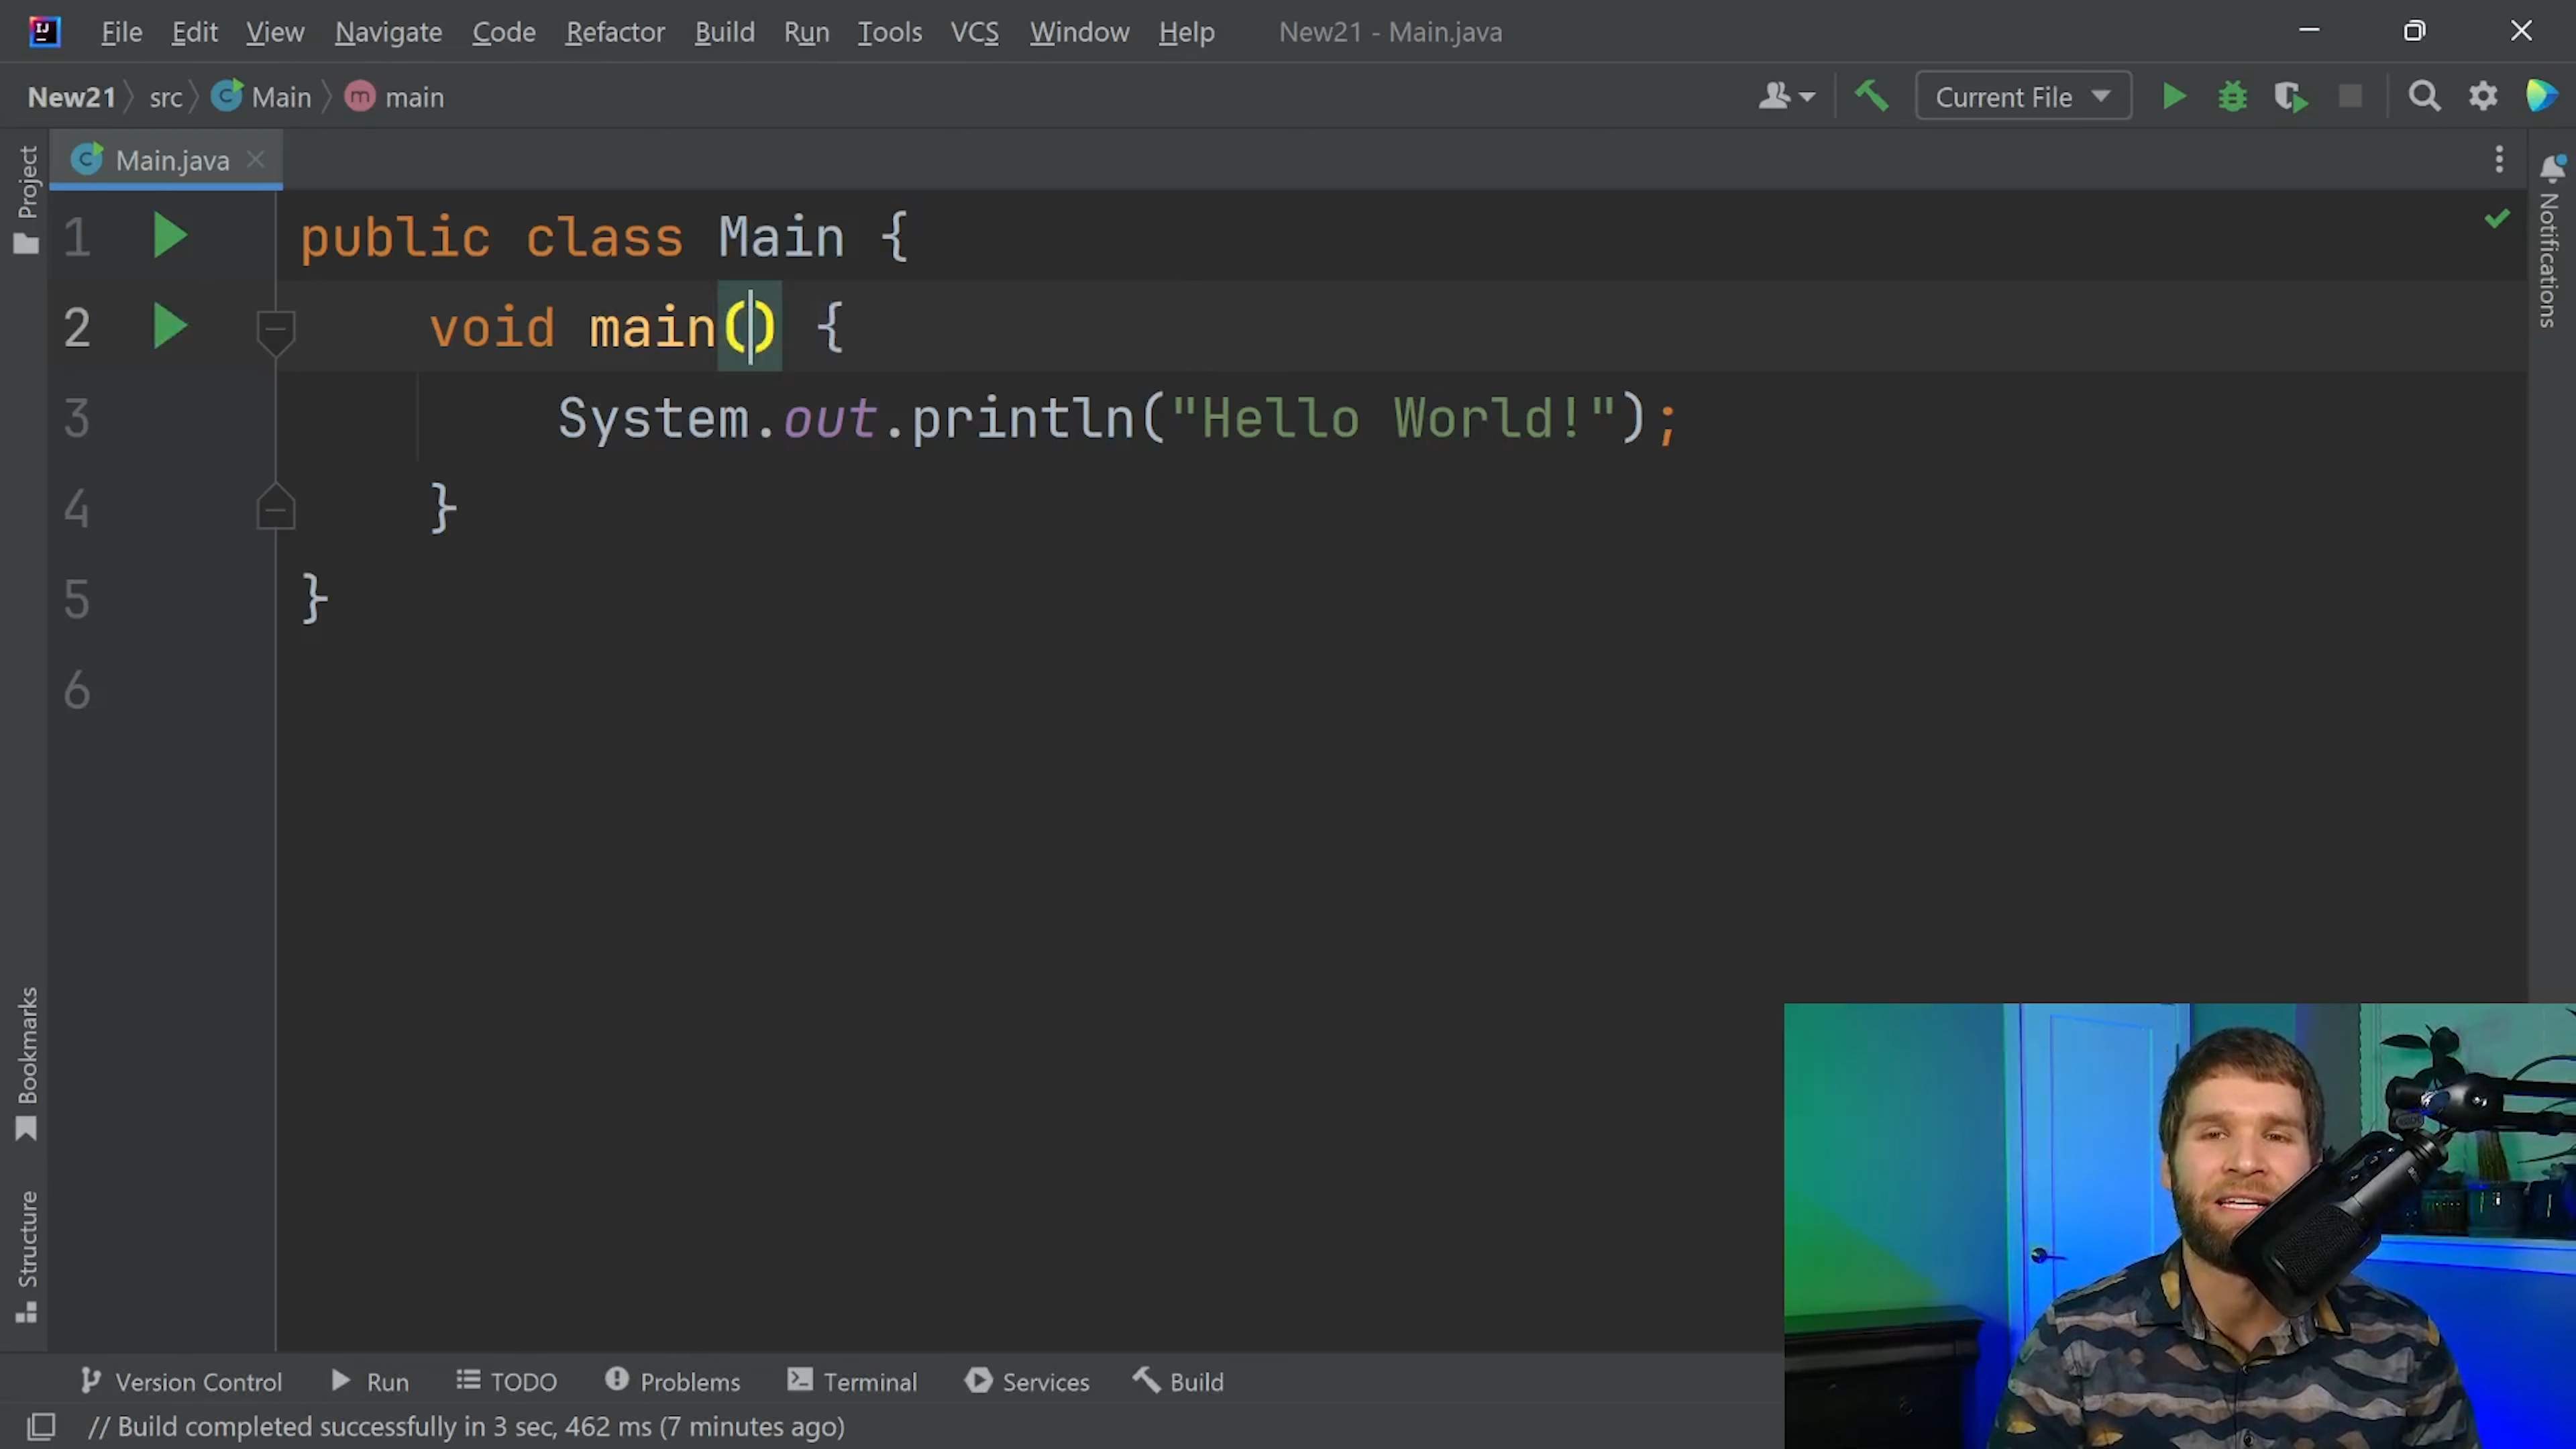 File Edit View Navigate Code Refactor Build Run Tools VCS Window Help New21 - Main.java
New21 src Main main Current File
Project
Main.java
Notifications
1 public class Main {
2 void main() {
3 System.out.println("Hello World!");
4 }
5 }
6
Bookmarks
Structure
Version Control Run TODO Problems Terminal Services Build
// Build completed successfully in 3 sec, 462 ms (7 minutes ago)